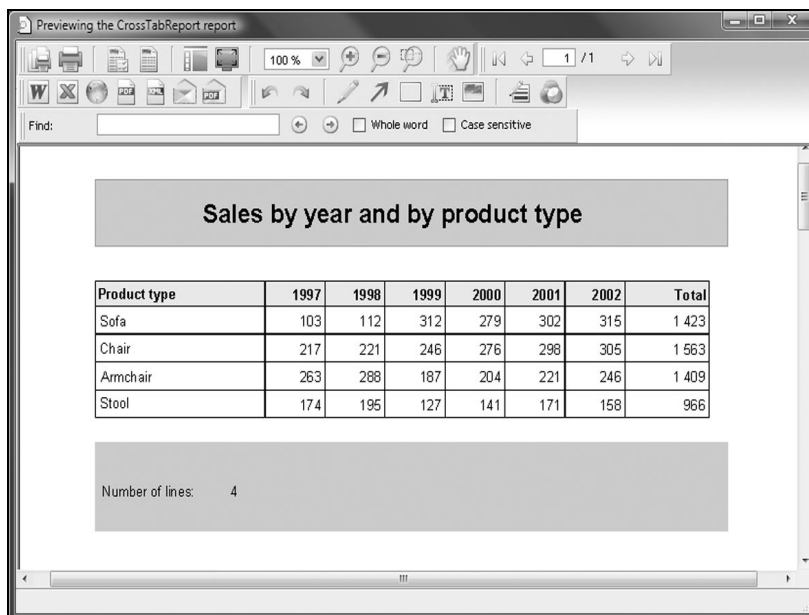 Previewing the CrossTabReport report
100 % 1 /1
W X PDF XML PDF T
Find: Whole word Case sensitive
Sales by year and by product type
Product type 1997 1998 1999 2000 2001 2002 Total
Sofa 103 112 312 279 302 315 1 423
Chair 217 221 246 276 298 305 1 563
Armchair 263 288 187 204 221 246 1 409
Stool 174 195 127 141 171 158 966
Number of lines: 4